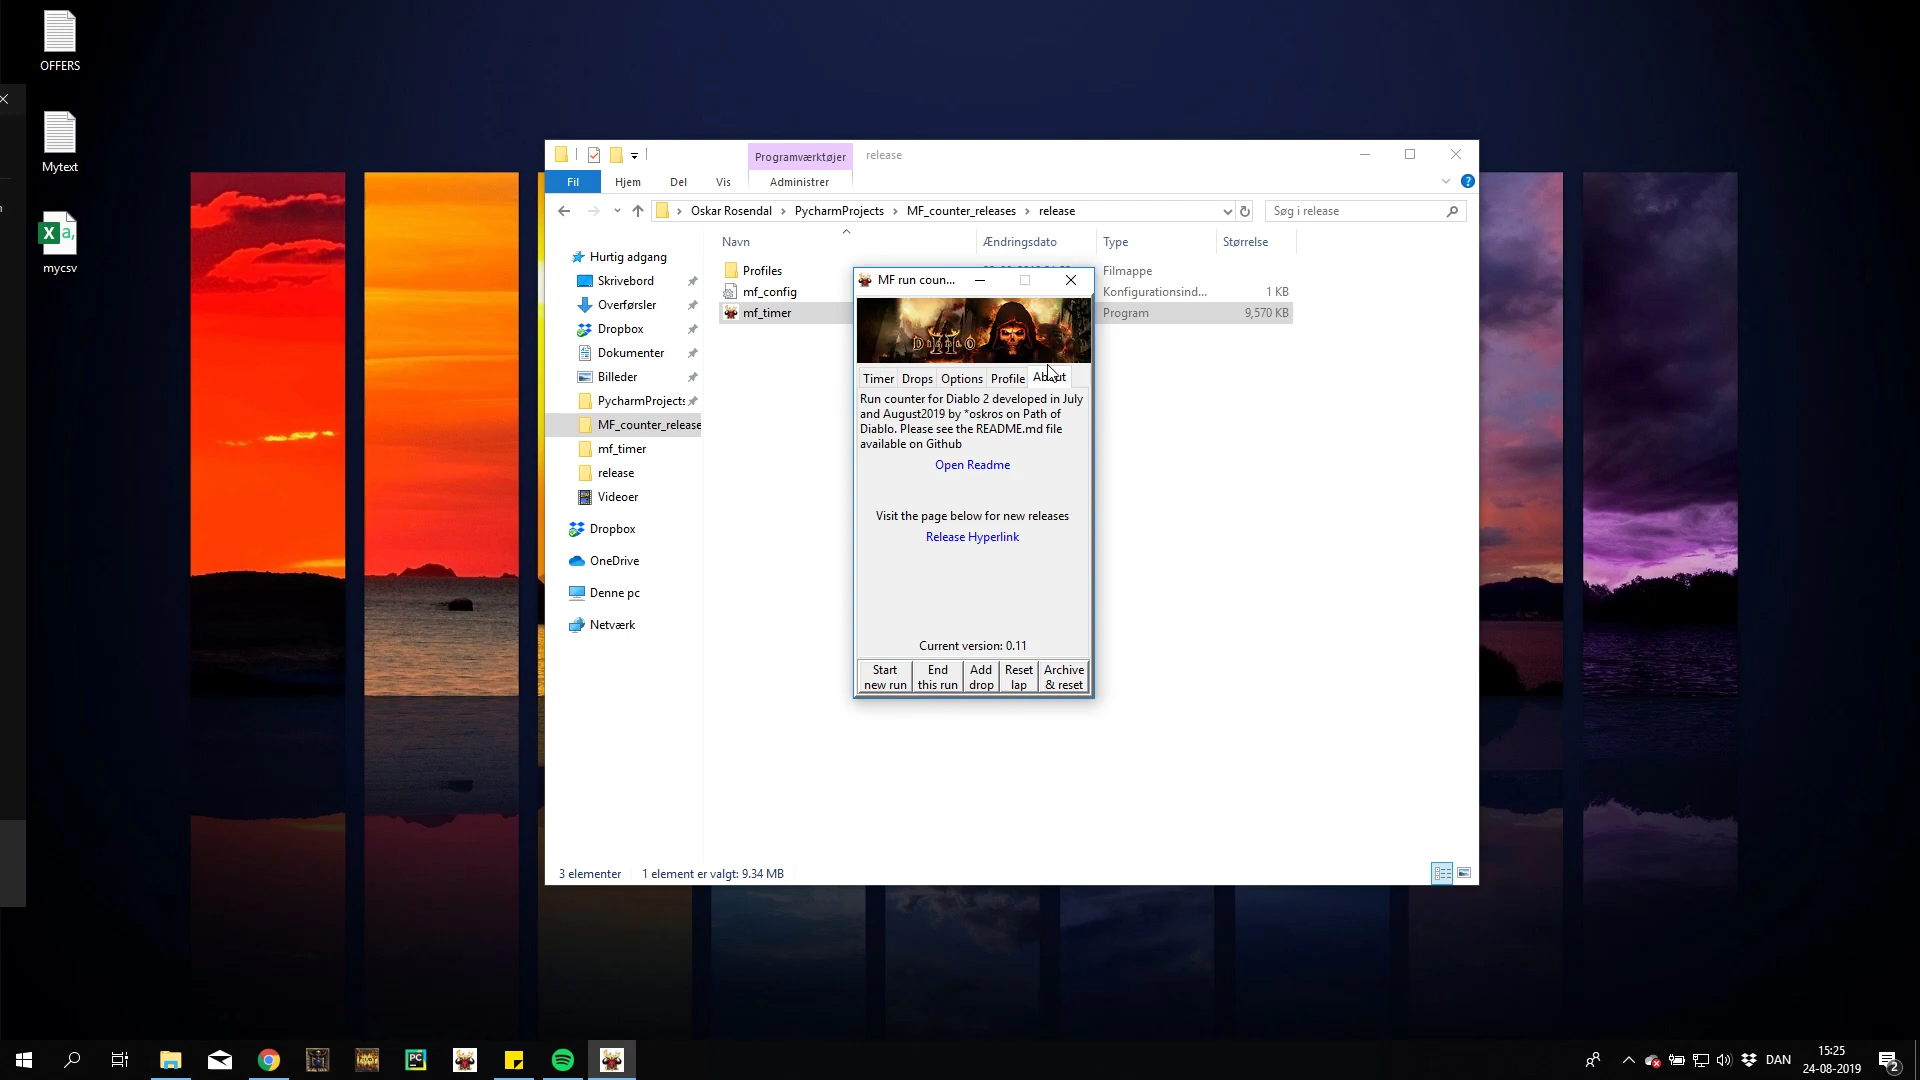 OFFERS
Mytext
mycsv
Programværktøjer
release
Fil
Hjem
Del
Vis
Administrer
Oskar Rosendal
PycharmProjects
MF_counter_releases
release
Søg i release
Navn
Ændringsdato
Type
Størrelse
Hurtig adgang
Skrivebord
Overførsler
Dropbox
Dokumenter
Billeder
PycharmProjects
MF_counter_release
mf_timer
release
Videoer
Dropbox
OneDrive
Denne pc
Netværk
Profiles
Filmappe
mf_config
Konfigurationsind...
1 KB
mf_timer
Program
9,570 KB
MF run coun...
DIABLO II
Timer
Drops
Options
Profile
About
Run counter for Diablo 2 developed in July
and August2019 by *oskros on Path of
Diablo. Please see the README.md file
available on Github
Open Readme
Visit the page below for new releases
Release Hyperlink
Current version: 0.11
Start
new run
End
this run
Add
drop
Reset
lap
Archive
& reset
3 elementer
1 element er valgt: 9.34 MB
DAN
15:25
24-08-2019
2